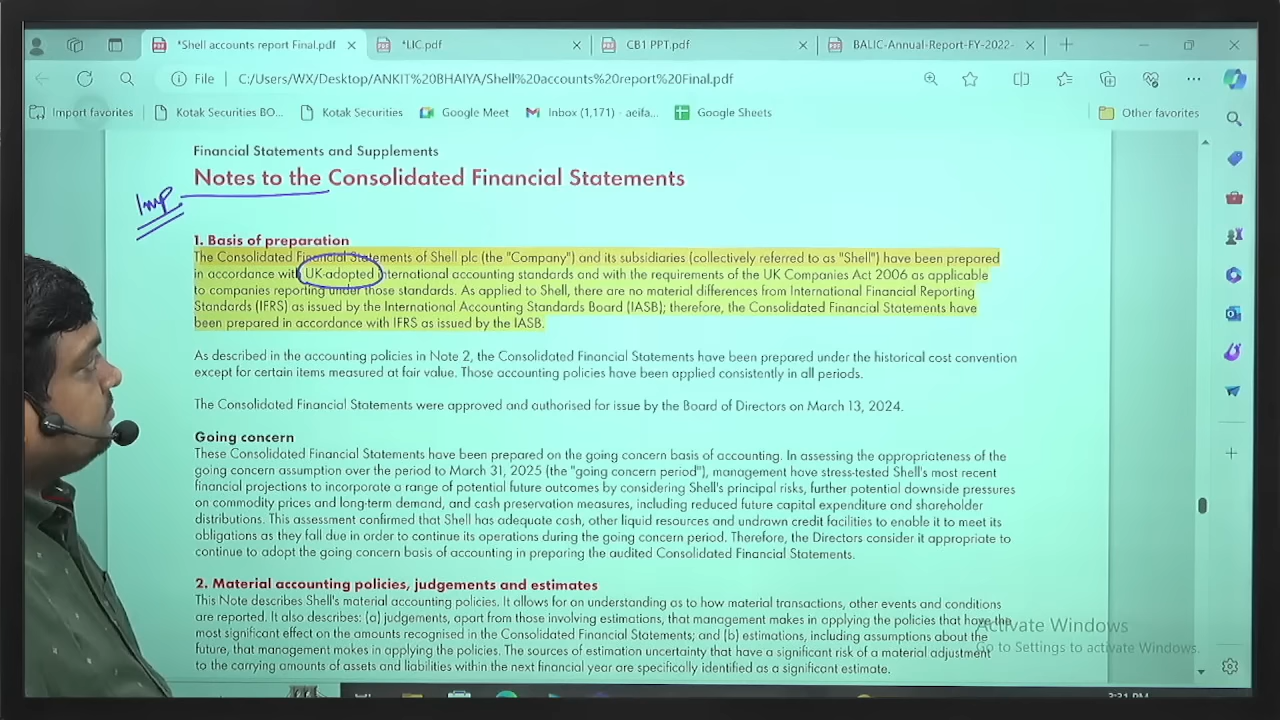 *Shell accounts report Final.pdf
*LIC.pdf
CB1 PPT.pdf
BALIC-Annual-Report-FY-2022-
File C:/Users/WX/Desktop/ANKIT%20BHAIYA/Shell%20accounts%20report%20Final.pdf
Import favorites
Kotak Securities BO...
Kotak Securities
Google Meet
Inbox (1,171) - aeifa...
Google Sheets
Other favorites
Financial Statements and Supplements
Notes to the Consolidated Financial Statements
Imp
1. Basis of preparation
The Consolidated Financial Statements of Shell plc (the "Company") and its subsidiaries (collectively referred to as "Shell") have been prepared
in accordance with UK-adopted international accounting standards and with the requirements of the UK Companies Act 2006 as applicable
to companies reporting under those standards. As applied to Shell, there are no material differences from International Financial Reporting
Standards (IFRS) as issued by the International Accounting Standards Board (IASB); therefore, the Consolidated Financial Statements have
been prepared in accordance with IFRS as issued by the IASB.
As described in the accounting policies in Note 2, the Consolidated Financial Statements have been prepared under the historical cost convention
except for certain items measured at fair value. Those accounting policies have been applied consistently in all periods.
The Consolidated Financial Statements were approved and authorised for issue by the Board of Directors on March 13, 2024.
Going concern
These Consolidated Financial Statements have been prepared on the going concern basis of accounting. In assessing the appropriateness of the
going concern assumption over the period to March 31, 2025 (the "going concern period"), management have stress-tested Shell's most recent
financial projections to incorporate a range of potential future outcomes by considering Shell's principal risks, further potential downside pressures
on commodity prices and long-term demand, and cash preservation measures, including reduced future capital expenditure and shareholder
distributions. This assessment confirmed that Shell has adequate cash, other liquid resources and undrawn credit facilities to enable it to meet its
obligations as they fall due in order to continue its operations during the going concern period. Therefore, the Directors consider it appropriate to
continue to adopt the going concern basis of accounting in preparing the audited Consolidated Financial Statements.
2. Material accounting policies, judgements and estimates
This Note describes Shell's material accounting policies. It allows for an understanding as to how material transactions, other events and conditions
are reported. It also describes: (a) judgements, apart from those involving estimations, that management makes in applying the policies that have the
most significant effect on the amounts recognised in the Consolidated Financial Statements; and (b) estimations, including assumptions about the
future, that management makes in applying the policies. The sources of estimation uncertainty that have a significant risk of a material adjustment
to the carrying amounts of assets and liabilities within the next financial year are specifically identified as a significant estimate.
Activate Windows
Go to Settings to activate Windows.
3:31 PM